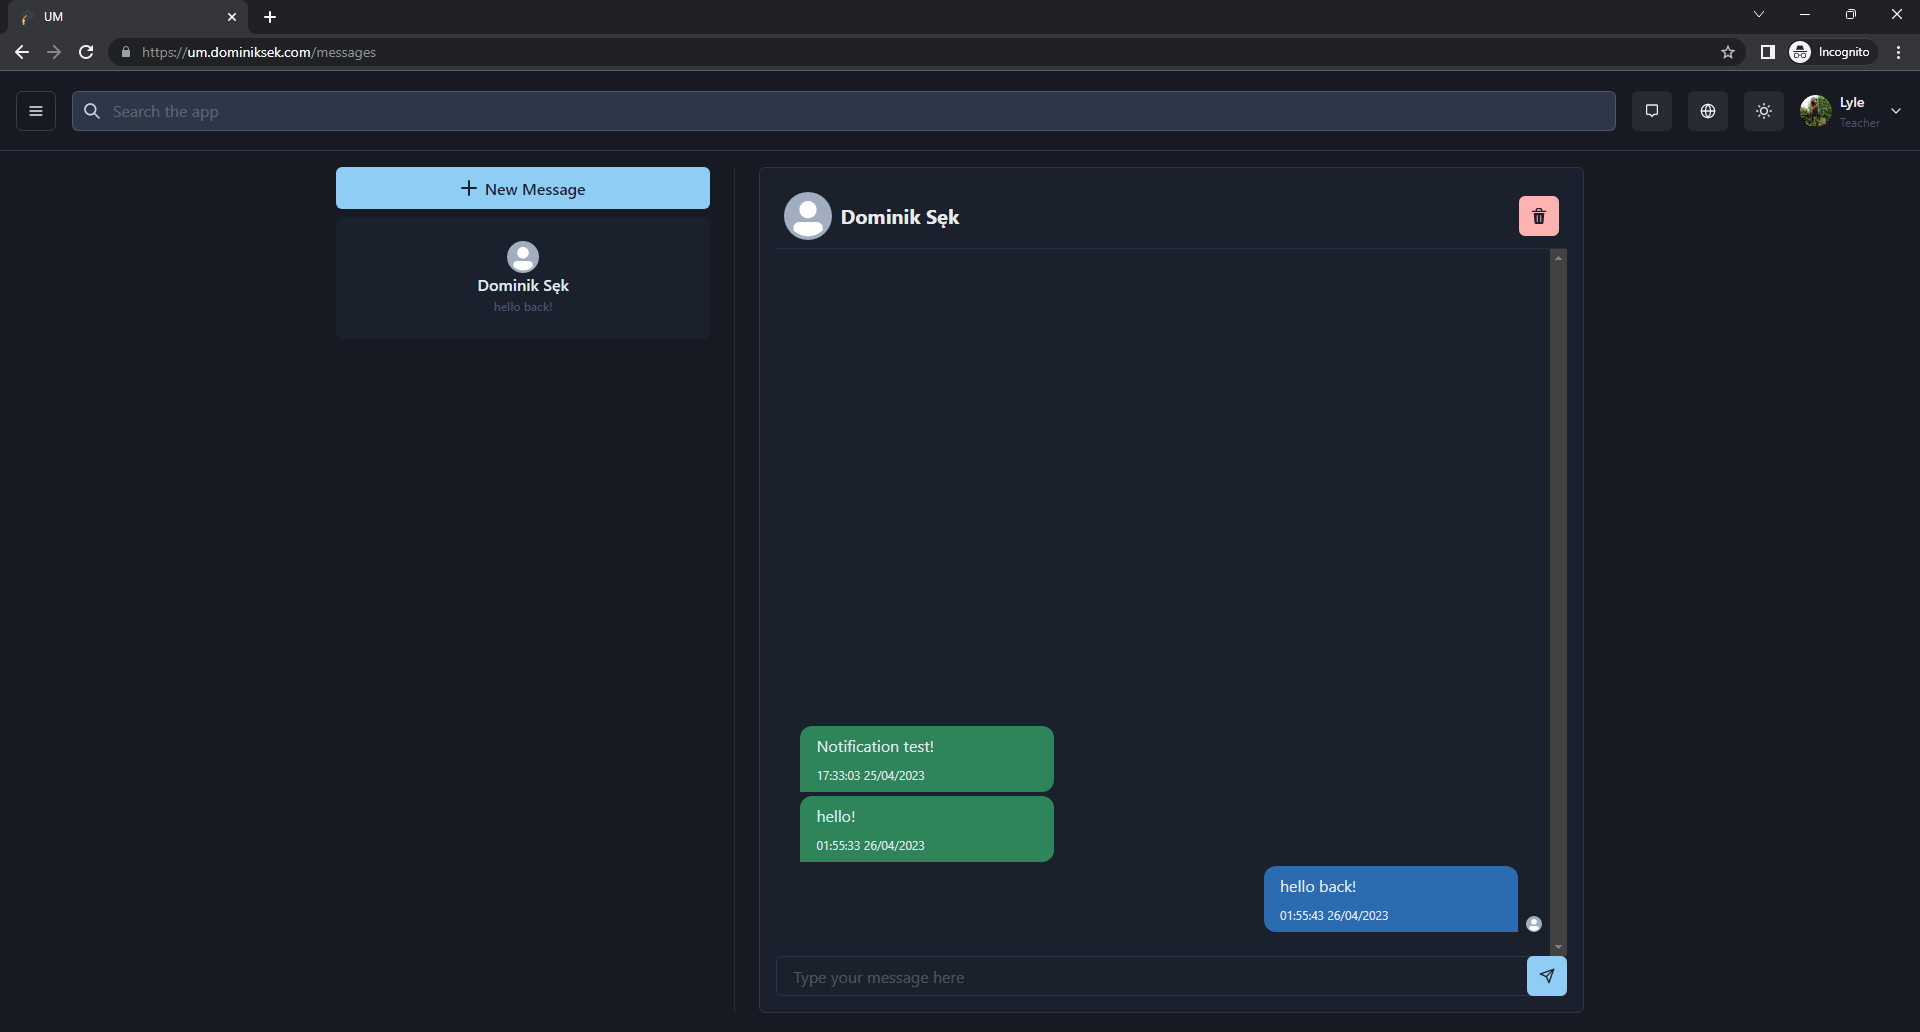 UM
https://um.dominiksek.com/messages
Incognito
Search the app
Lyle
Teacher
New Message
Dominik Sęk
hello back!
Dominik Sęk
Notification test!
17:33:03 25/04/2023
hello!
01:55:33 26/04/2023
hello back!
01:55:43 26/04/2023
Type your message here